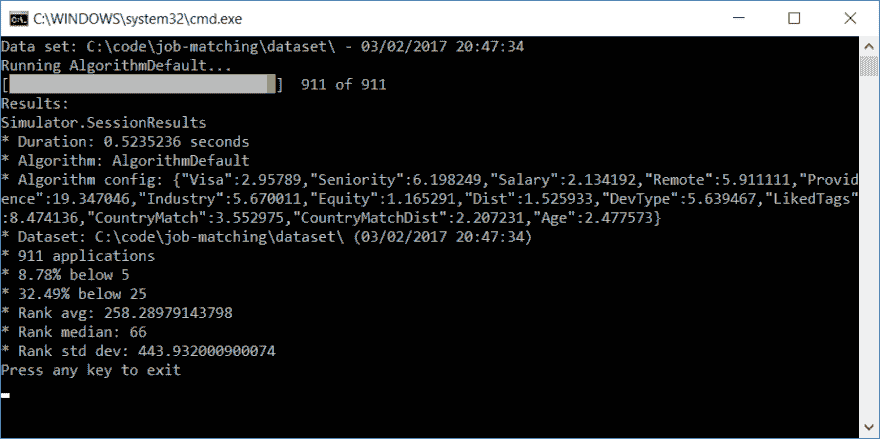 C:\WINDOWS\system32\cmd.exe
Data set: C:\code\job-matching\dataset\ - 03/02/2017 20:47:34
Running AlgorithmDefault...
[ ] 911 of 911
Results:
Simulator.SessionResults
* Duration: 0.5235236 seconds
* Algorithm: AlgorithmDefault
* Algorithm config: {"Visa":2.95789,"Seniority":6.198249,"Salary":2.134192,"Remote":5.911111,"Provid
ence":19.347046,"Industry":5.670011,"Equity":1.165291,"Dist":1.525933,"DevType":5.639467,"LikedTags"
:8.474136,"CountryMatch":3.552975,"CountryMatchDist":2.207231,"Age":2.477573}
* Dataset: C:\code\job-matching\dataset\ (03/02/2017 20:47:34)
* 911 applications
* 8.78% below 5
* 32.49% below 25
* Rank avg: 258.28979143798
* Rank median: 66
* Rank std dev: 443.932000900074
Press any key to exit